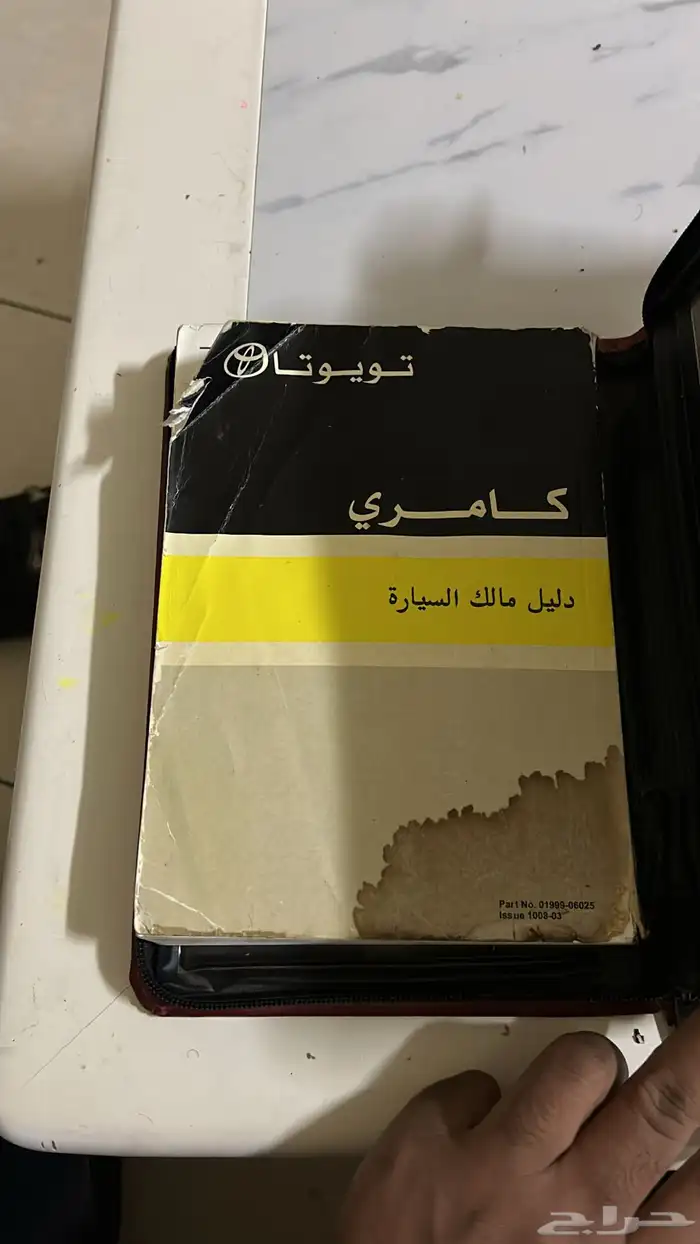 تويوتا
كامري
دليل مالك السيارة
Part No. 01999-06025
Issue 1008-03
حراج